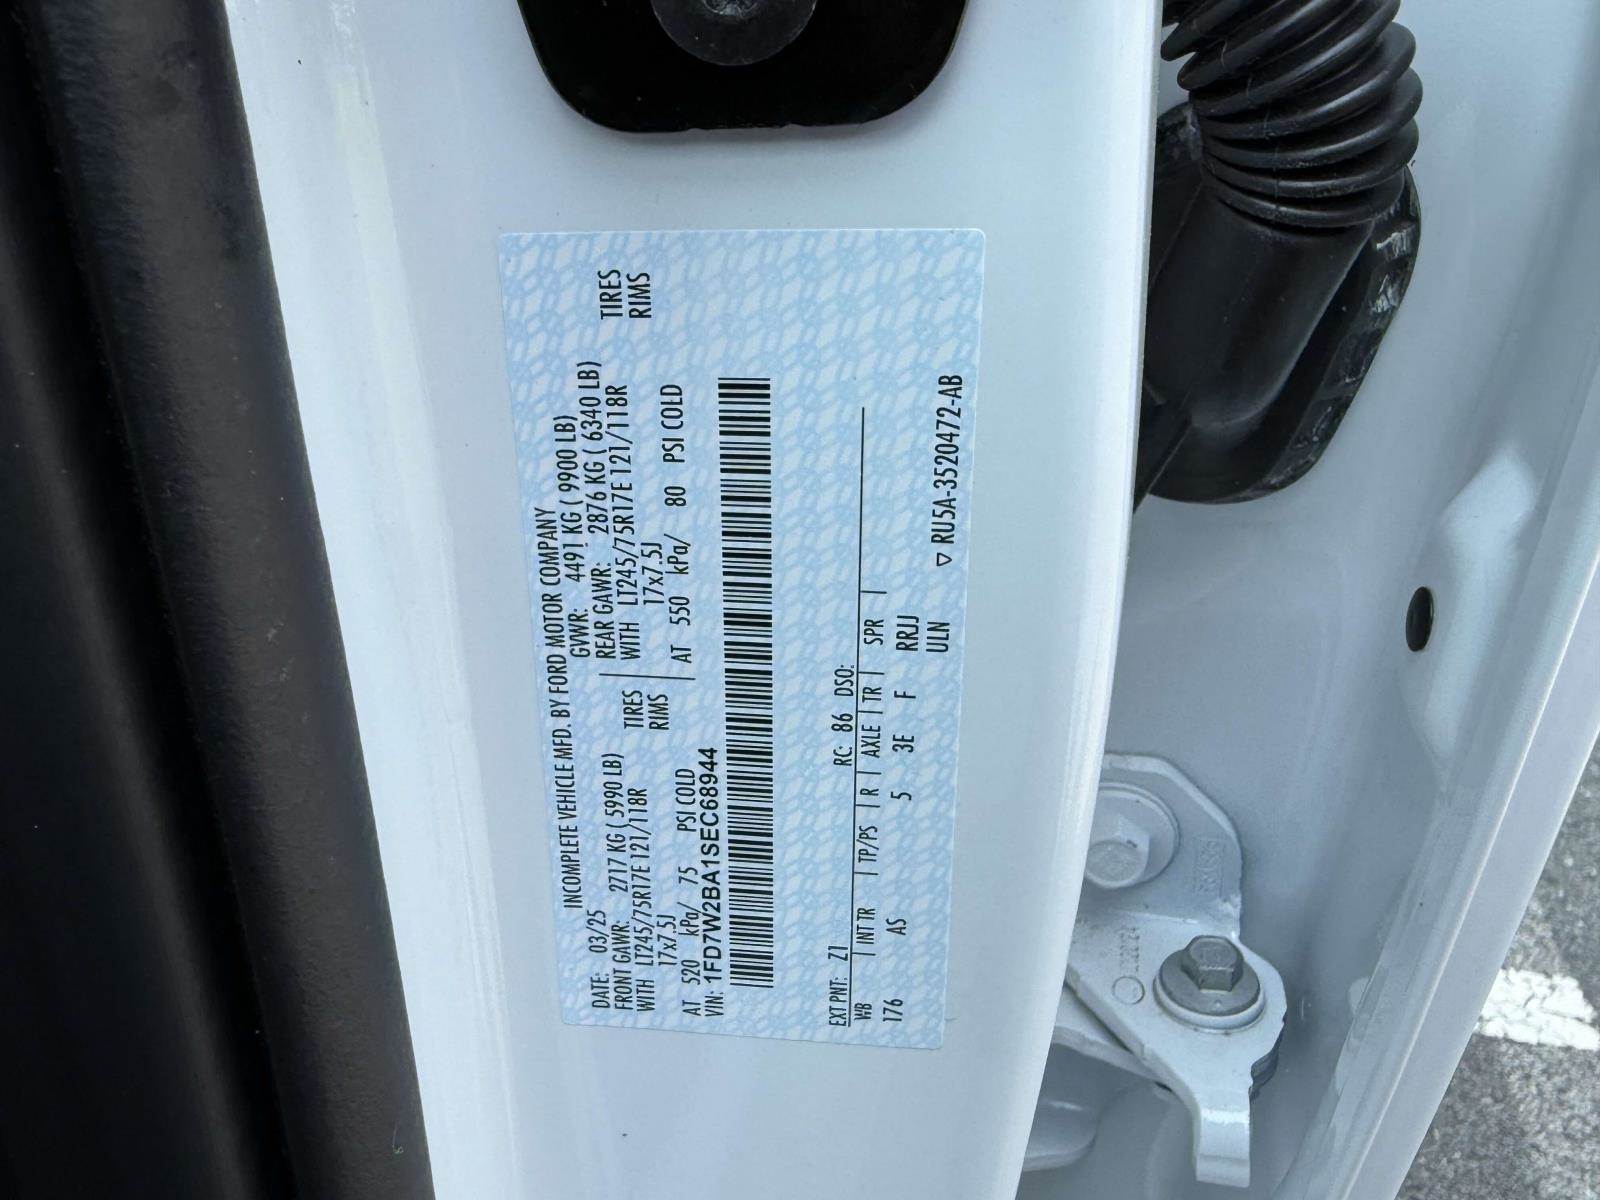 INCOMPLETE VEHICLE MFD. BY FORD MOTOR COMPANY
DATE: 03/25 GVWR: 4491 KG ( 9900 LB)
FRONT GAWR: 2717 KG ( 5990 LB) REAR GAWR: 2876 KG ( 6340 LB)
WITH LT245/75R17E 121/118R TIRES WITH LT245/75R17E 121/118R TIRES
17x7.5J RIMS 17x7.5J RIMS
AT 520 kPa/ 75 PSI COLD AT 550 kPa/ 80 PSI COLD
VIN: 1FD7W2BA1SEC68944
EXT PNT: Z1 RC: 86 DSO:
WB INT TR TP/PS R AXLE TR SPR
176 AS 5 3E F RRJJ
ULN
▽ RU5A-3520472-AB